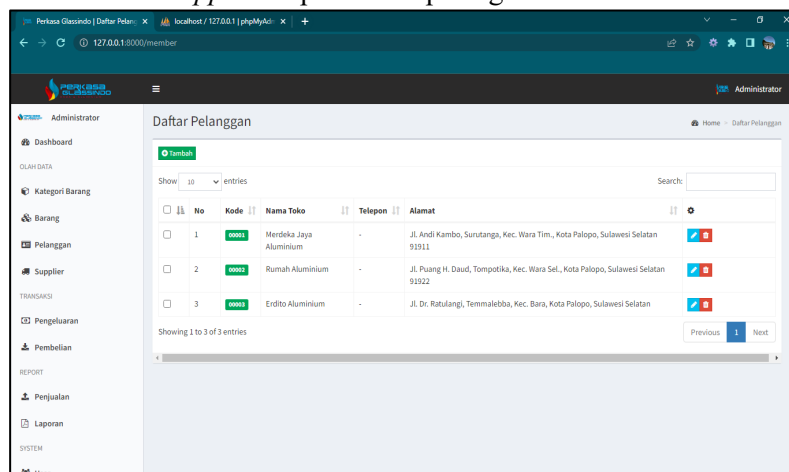 Perkasa Glassindo | Daftar Pelang
localhost / 127.0.0.1 | phpMyAdm
127.0.0.1:8000/member
PERKASA
GLASSINDO
Administrator
Administrator
Dashboard
OLAH DATA
Kategori Barang
Barang
Pelanggan
Supplier
TRANSAKSI
Pengeluaran
Pembelian
REPORT
Penjualan
Laporan
SYSTEM
Daftar Pelanggan
Home > Daftar Pelanggan
Tambah
Show 10 entries
Search:
No Kode Nama Toko Telepon Alamat
1 00001 Merdeka Jaya Aluminium - Jl. Andi Kambo, Surutanga, Kec. Wara Tim., Kota Palopo, Sulawesi Selatan 91911
2 00002 Rumah Aluminium - Jl. Puang H. Daud, Tompotika, Kec. Wara Sel., Kota Palopo, Sulawesi Selatan 91922
3 00003 Erdito Aluminium - Jl. Dr. Ratulangi, Temmalebba, Kec. Bara, Kota Palopo, Sulawesi Selatan
Showing 1 to 3 of 3 entries
Previous 1 Next